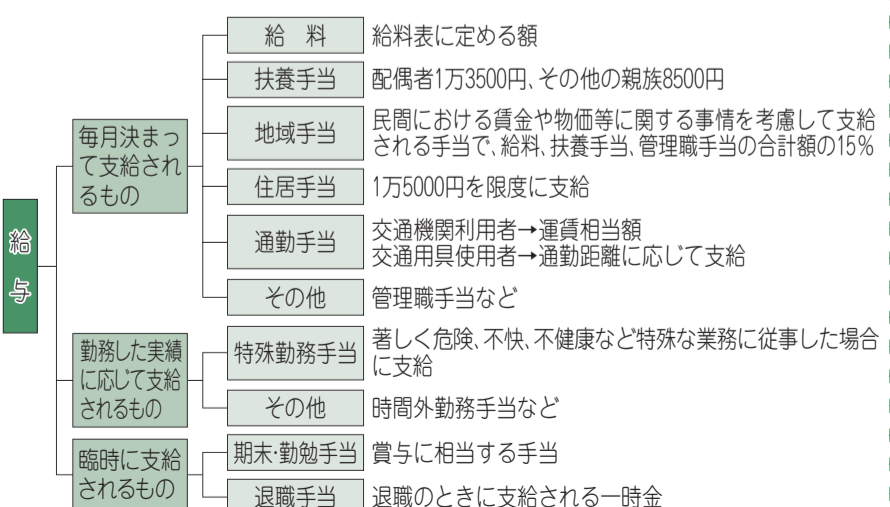 給与
毎月決まっ
て支給され
るもの
給　料
給料表に定める額
扶養手当
配偶者1万3500円、その他の親族8500円
地域手当
民間における賃金や物価等に関する事情を考慮して支給
される手当で、給料、扶養手当、管理職手当の合計額の15%
住居手当
1万5000円を限度に支給
通勤手当
交通機関利用者→運賃相当額
交通用具使用者→通勤距離に応じて支給
その他
管理職手当など
勤務した実績
に応じて支給
されるもの
特殊勤務手当
著しく危険、不快、不健康など特殊な業務に従事した場合
に支給
その他
時間外勤務手当など
臨時に支給
されるもの
期末・勤勉手当
賞与に相当する手当
退職手当
退職のときに支給される一時金